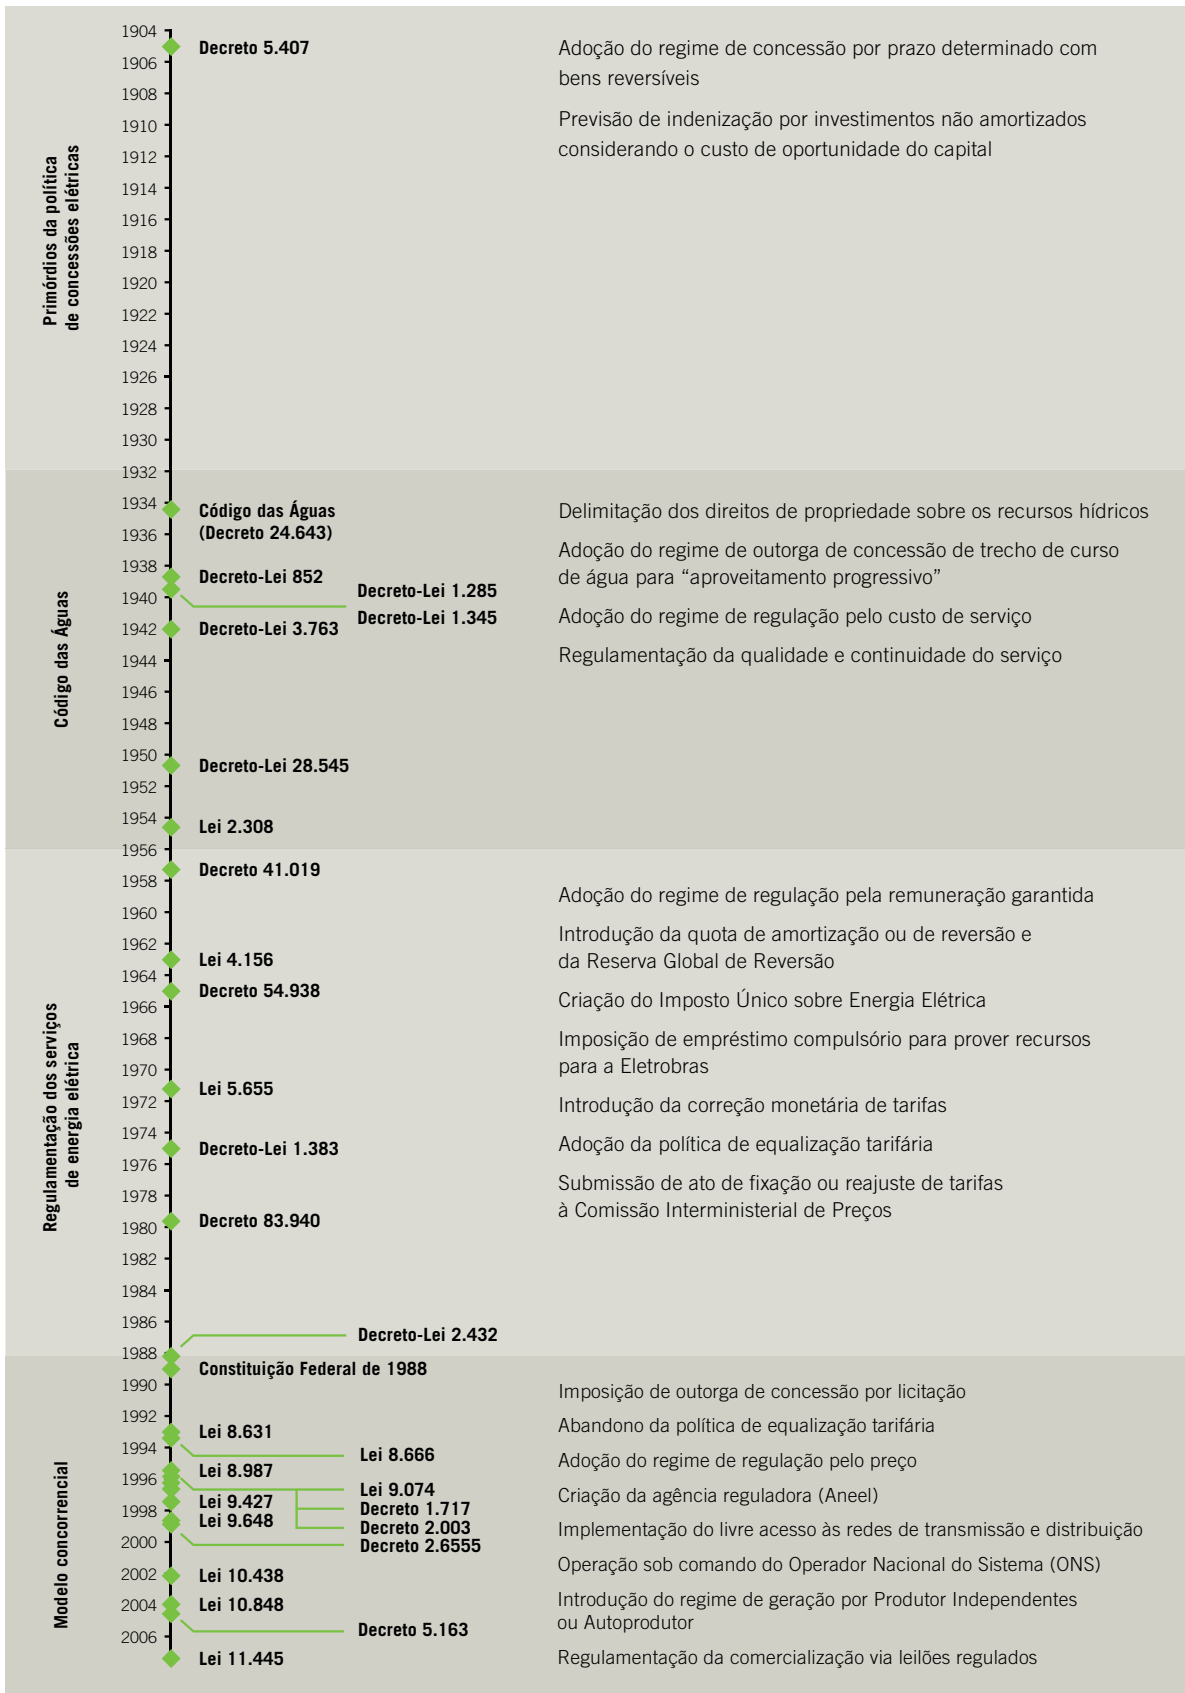 Primórdios da política
de concessões elétricas
1904
1906
1908
1910
1912
1914
1916
1918
1920
1922
1924
1926
1928
1930
Decreto 5.407
Adoção do regime de concessão por prazo determinado com
bens reversíveis
Previsão de indenização por investimentos não amortizados
considerando o custo de oportunidade do capital
Código das Águas
1932
1934
1936
1938
1940
1942
1944
1946
1948
1950
1952
1954
Código das Águas
(Decreto 24.643)
Decreto-Lei 852
Decreto-Lei 1.285
Decreto-Lei 1.345
Decreto-Lei 3.763
Decreto-Lei 28.545
Lei 2.308
Delimitação dos direitos de propriedade sobre os recursos hídricos
Adoção do regime de outorga de concessão de trecho de curso
de água para “aproveitamento progressivo”
Adoção do regime de regulação pelo custo de serviço
Regulamentação da qualidade e continuidade do serviço
Regulamentação dos serviços
de energia elétrica
1956
1958
1960
1962
1964
1966
1968
1970
1972
1974
1976
1978
1980
1982
1984
1986
Decreto 41.019
Lei 4.156
Decreto 54.938
Lei 5.655
Decreto-Lei 1.383
Decreto 83.940
Decreto-Lei 2.432
Adoção do regime de regulação pela remuneração garantida
Introdução da quota de amortização ou de reversão e
da Reserva Global de Reversão
Criação do Imposto Único sobre Energia Elétrica
Imposição de empréstimo compulsório para prover recursos
para a Eletrobras
Introdução da correção monetária de tarifas
Adoção da política de equalização tarifária
Submissão de ato de fixação ou reajuste de tarifas
à Comissão Interministerial de Preços
Modelo concorrencial
1988
1990
1992
1994
1996
1998
2000
2002
2004
2006
Constituição Federal de 1988
Lei 8.631
Lei 8.666
Lei 8.987
Lei 9.074
Decreto 1.717
Decreto 2.003
Lei 9.427
Lei 9.648
Decreto 2.6555
Lei 10.438
Lei 10.848
Decreto 5.163
Lei 11.445
Imposição de outorga de concessão por licitação
Abandono da política de equalização tarifária
Adoção do regime de regulação pelo preço
Criação da agência reguladora (Aneel)
Implementação do livre acesso às redes de transmissão e distribuição
Operação sob comando do Operador Nacional do Sistema (ONS)
Introdução do regime de geração por Produtor Independentes
ou Autoprodutor
Regulamentação da comercialização via leilões regulados